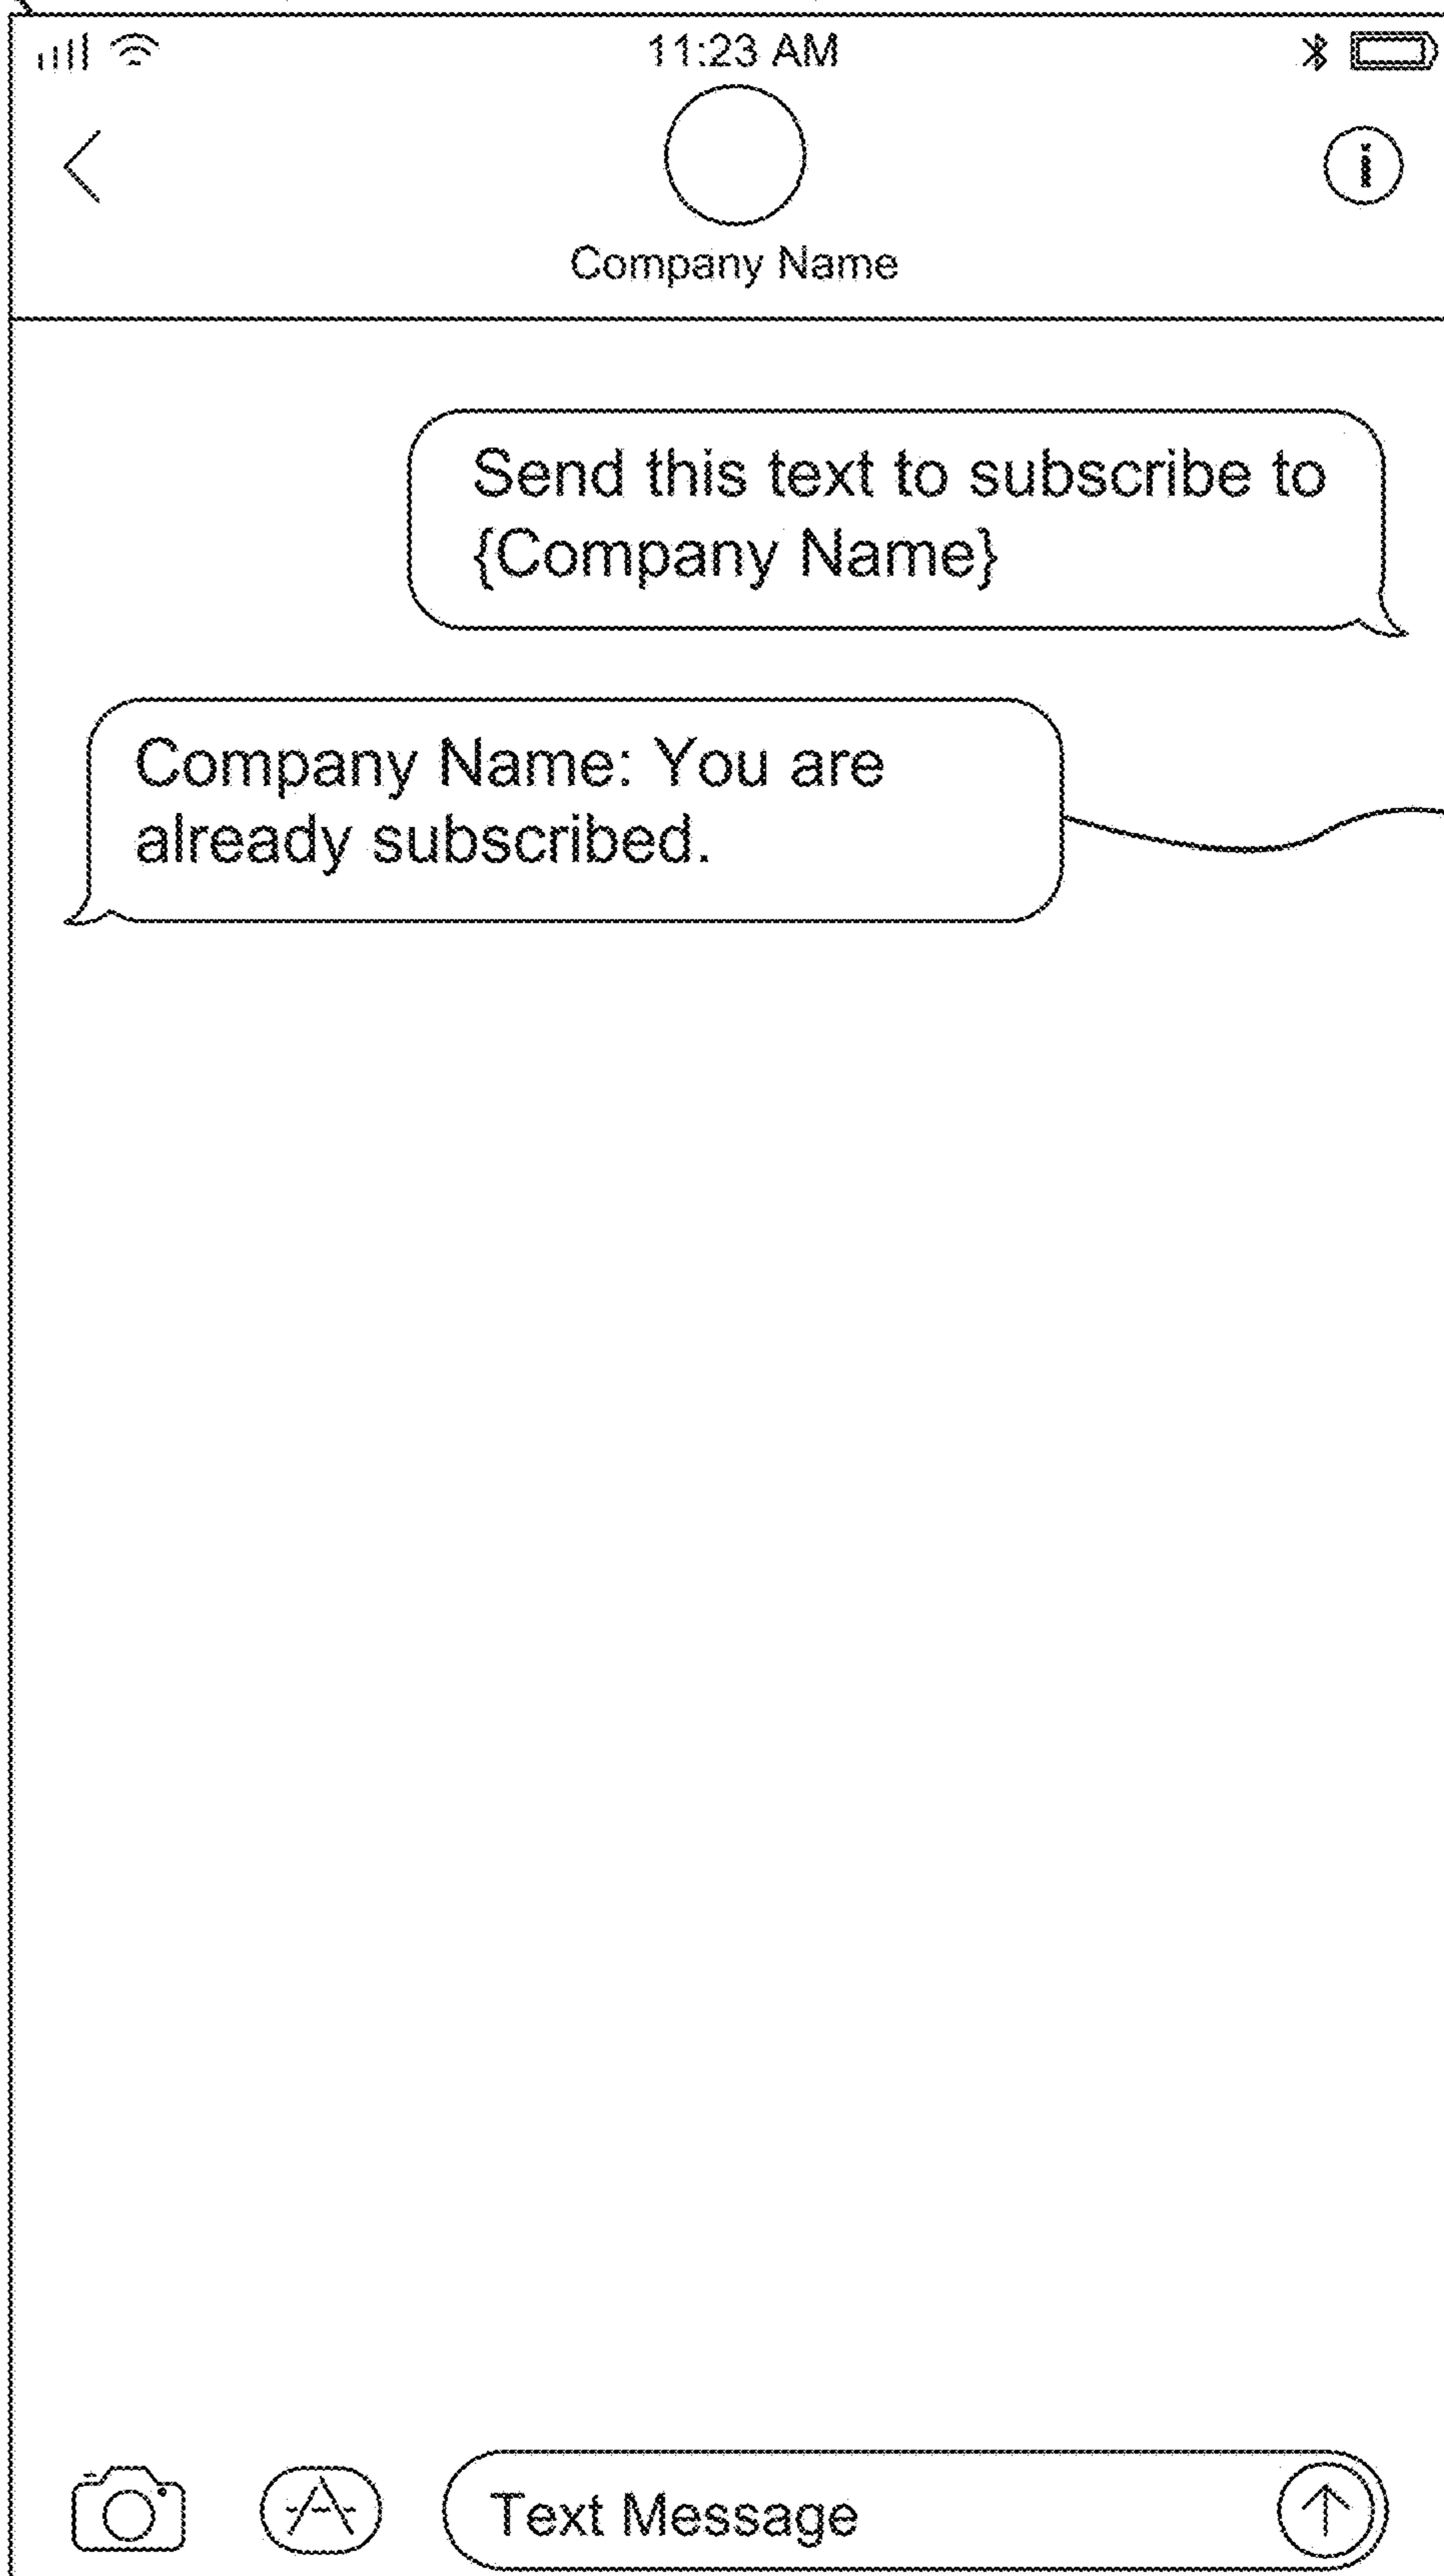 11:23 AM
Company Name
Send this text to subscribe to
{Company Name}
Company Name: You are
already subscribed.
Text Message